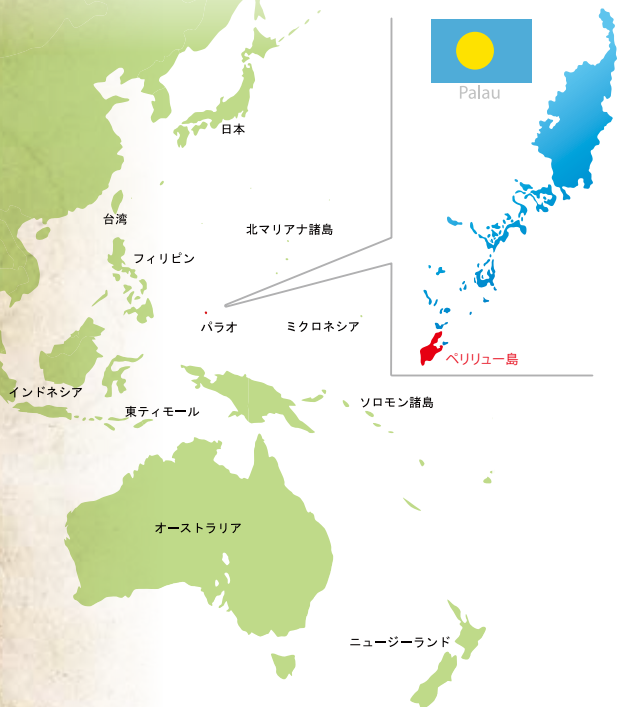 Palau
日本
台湾
北マリアナ諸島
フィリピン
パラオ
ミクロネシア
ペリリュー島
インドネシア
東ティモール
ソロモン諸島
オーストラリア
ニュージーランド